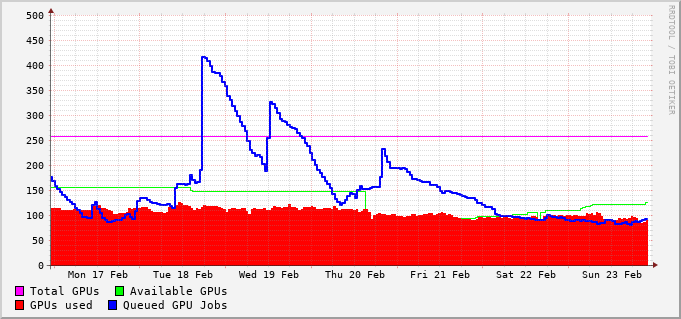 RRDTOOL / TOBI OETIKER
500
450
400
350
300
250
200
150
100
50
0
Mon 17 Feb Tue 18 Feb Wed 19 Feb Thu 20 Feb Fri 21 Feb Sat 22 Feb Sun 23 Feb
Total GPUs Available GPUs
GPUs used Queued GPU Jobs